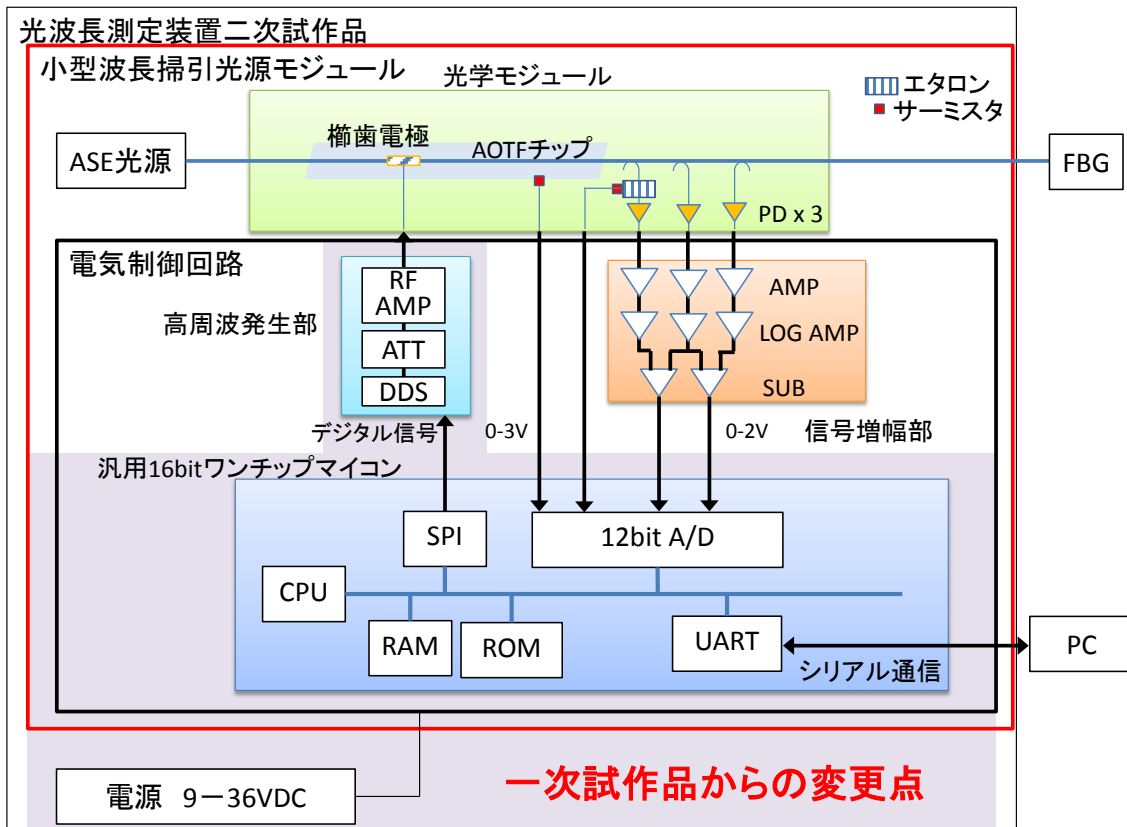 光波長測定装置二次試作品
小型波長掃引光源モジュール
光学モジュール
エタロン
サーミスタ
櫛歯電極
AOTFチップ
ASE光源
FBG
PD x 3
電気制御回路
RF
AMP
ATT
DDS
高周波発生部
AMP
LOG AMP
SUB
デジタル信号
0-3V
0-2V
信号増幅部
汎用16bitワンチップマイコン
SPI
12bit A/D
CPU
RAM
ROM
UART
シリアル通信
PC
一次試作品からの変更点
電源 9-36VDC